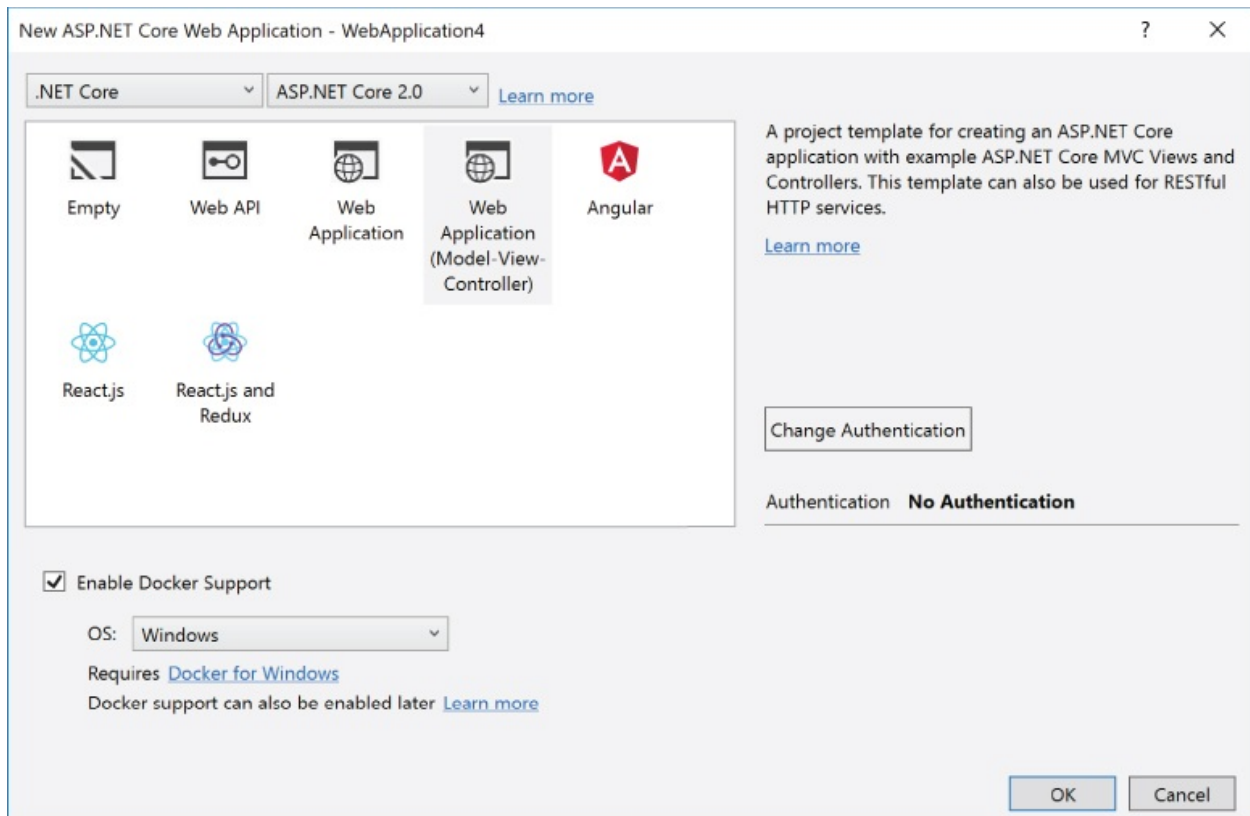 New ASP.NET Core Web Application - WebApplication4
? ×
.NET Core
ASP.NET Core 2.0
Learn more
Empty
Web API
Web
Application
Web
Application
(Model-View-
Controller)
Angular
React.js
React.js and
Redux
A project template for creating an ASP.NET Core
application with example ASP.NET Core MVC Views and
Controllers. This template can also be used for RESTful
HTTP services.
Learn more
Change Authentication
Authentication No Authentication
Enable Docker Support
OS: Windows
Requires Docker for Windows
Docker support can also be enabled later Learn more
OK
Cancel